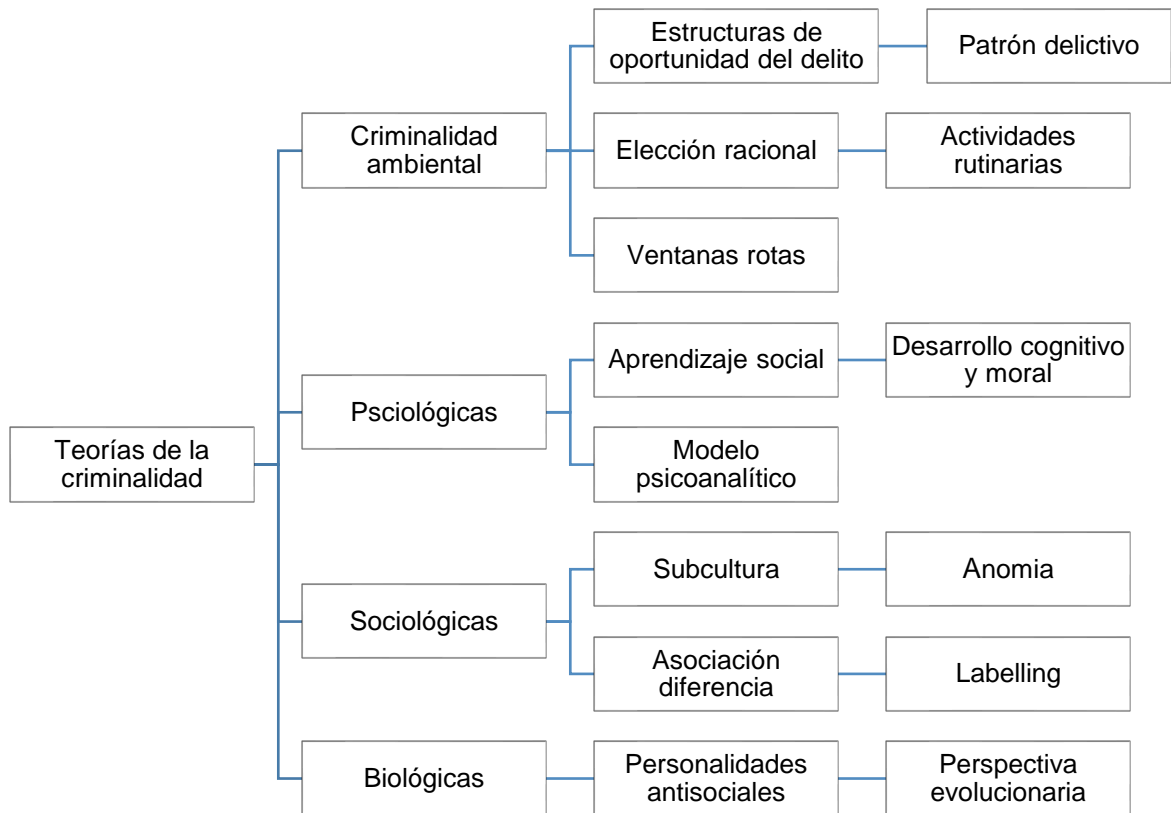 Estructuras de
oportunidad del delito
Patrón delictivo
Criminalidad
ambiental
Elección racional
Actividades
rutinarias
Ventanas rotas
Aprendizaje social
Desarrollo cognitivo
y moral
Psciológicas
Modelo
psicoanalítico
Teorías de la
criminalidad
Subcultura
Anomia
Sociológicas
Asociación
diferencia
Labelling
Biológicas
Personalidades
antisociales
Perspectiva
evolucionaria